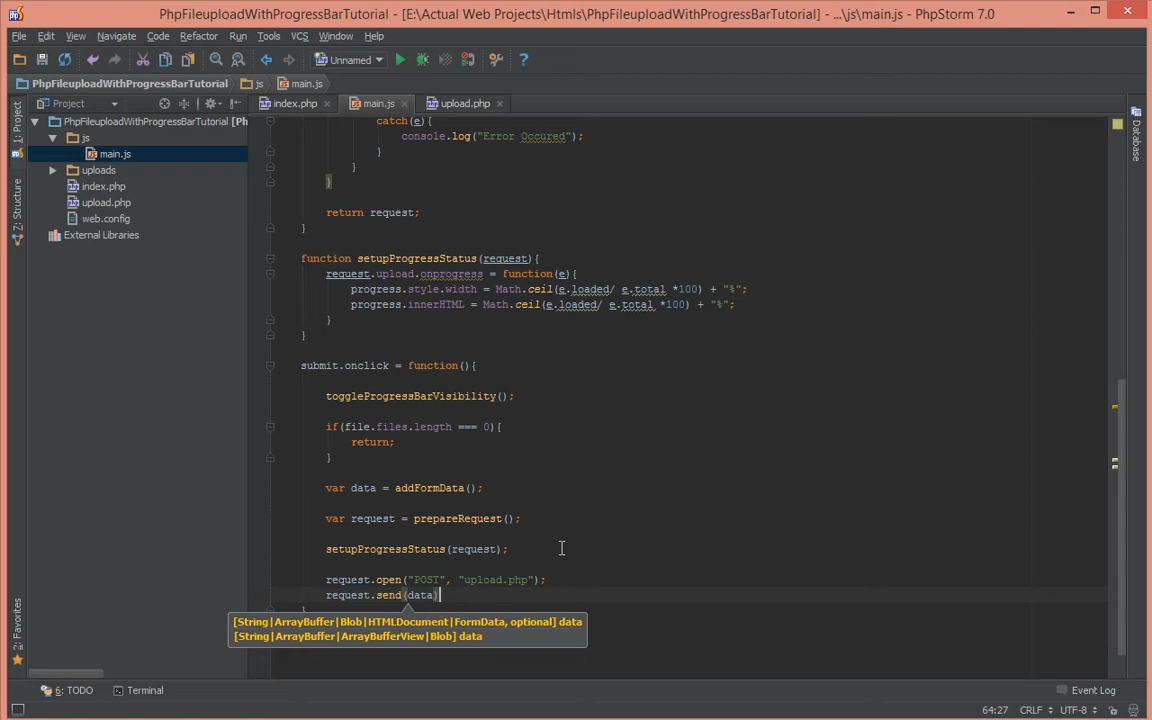 PhpFileuploadWithProgressBarTutorial - [E:\Actual Web Projects\Htmls\PhpFileuploadWithProgressBarTutorial] - ...\js\main.js - PhpStorm 7.0
File Edit View Navigate Code Refactor Run Tools VCS Window Help
Unnamed
PhpFileuploadWithProgressBarTutorial js main.js
Project
index.php main.js upload.php
1: Project
Z: Structure
2: Favorites
Database
PhpFileuploadWithProgressBarTutorial [Ph
js
main.js
uploads
index.php
upload.php
web.config
External Libraries
catch(e){
console.log("Error Occured");
}
}
}
return request;
}
function setupProgressStatus(request){
request.upload.onprogress = function(e){
progress.style.width = Math.ceil(e.loaded/ e.total *100) + "%";
progress.innerHTML = Math.ceil(e.loaded/ e.total *100) + "%";
}
}
submit.onclick = function(){
toggleProgressBarVisibility();
if(file.files.length === 0){
return;
}
var data = addFormData();
var request = prepareRequest();
setupProgressStatus(request);
request.open("POST", "upload.php");
request.send(data)
}
[String|ArrayBuffer|Blob|HTMLDocument|FormData, optional] data
[String|ArrayBuffer|ArrayBufferView|Blob] data
6: TODO Terminal Event Log
64:27 CRLF UTF-8